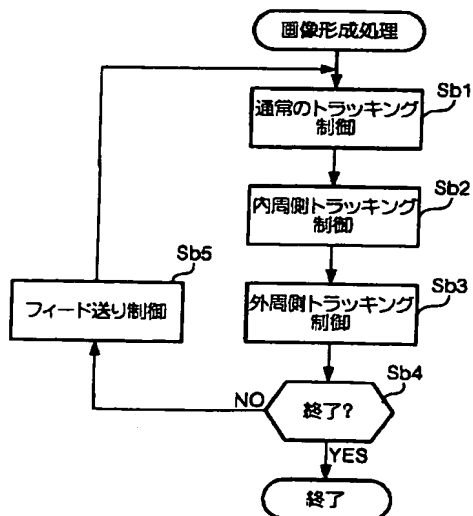 画像形成処理
Sb1
通常のトラッキング
制御
Sb2
内周側トラッキング
制御
Sb5
フィード送り制御
Sb3
外周側トラッキング
制御
Sb4
終了?
NO
YES
終了